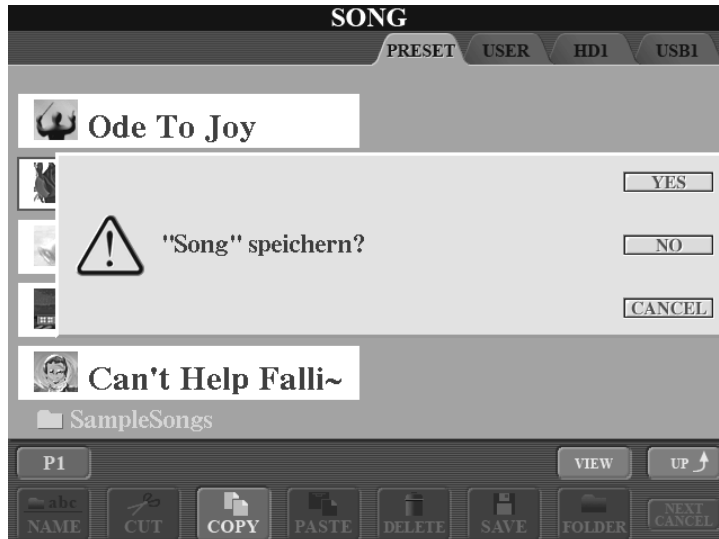 SONG
PRESET USER HD1 USB1
Ode To Joy
YES
"Song" speichern?
NO
CANCEL
Can't Help Falli~
SampleSongs
P1 VIEW UP
abc
NAME CUT COPY PASTE DELETE SAVE FOLDER NEXT
CANCEL